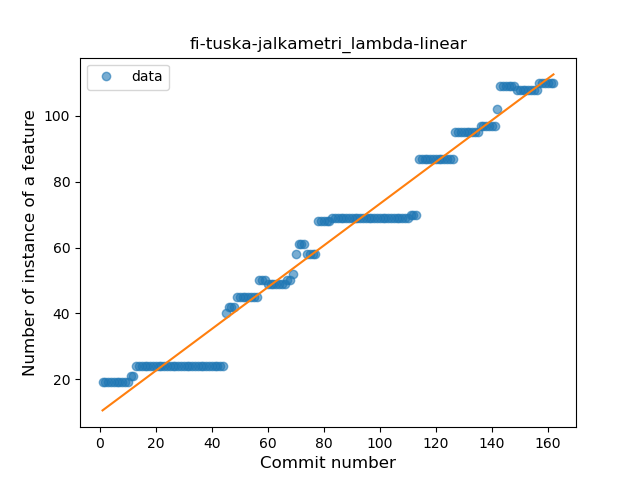 fi-tuska-jalkametri_lambda-linear
data
Number of instance of a feature
100
80
60
40
20
0 20 40 60 80 100 120 140 160
Commit number